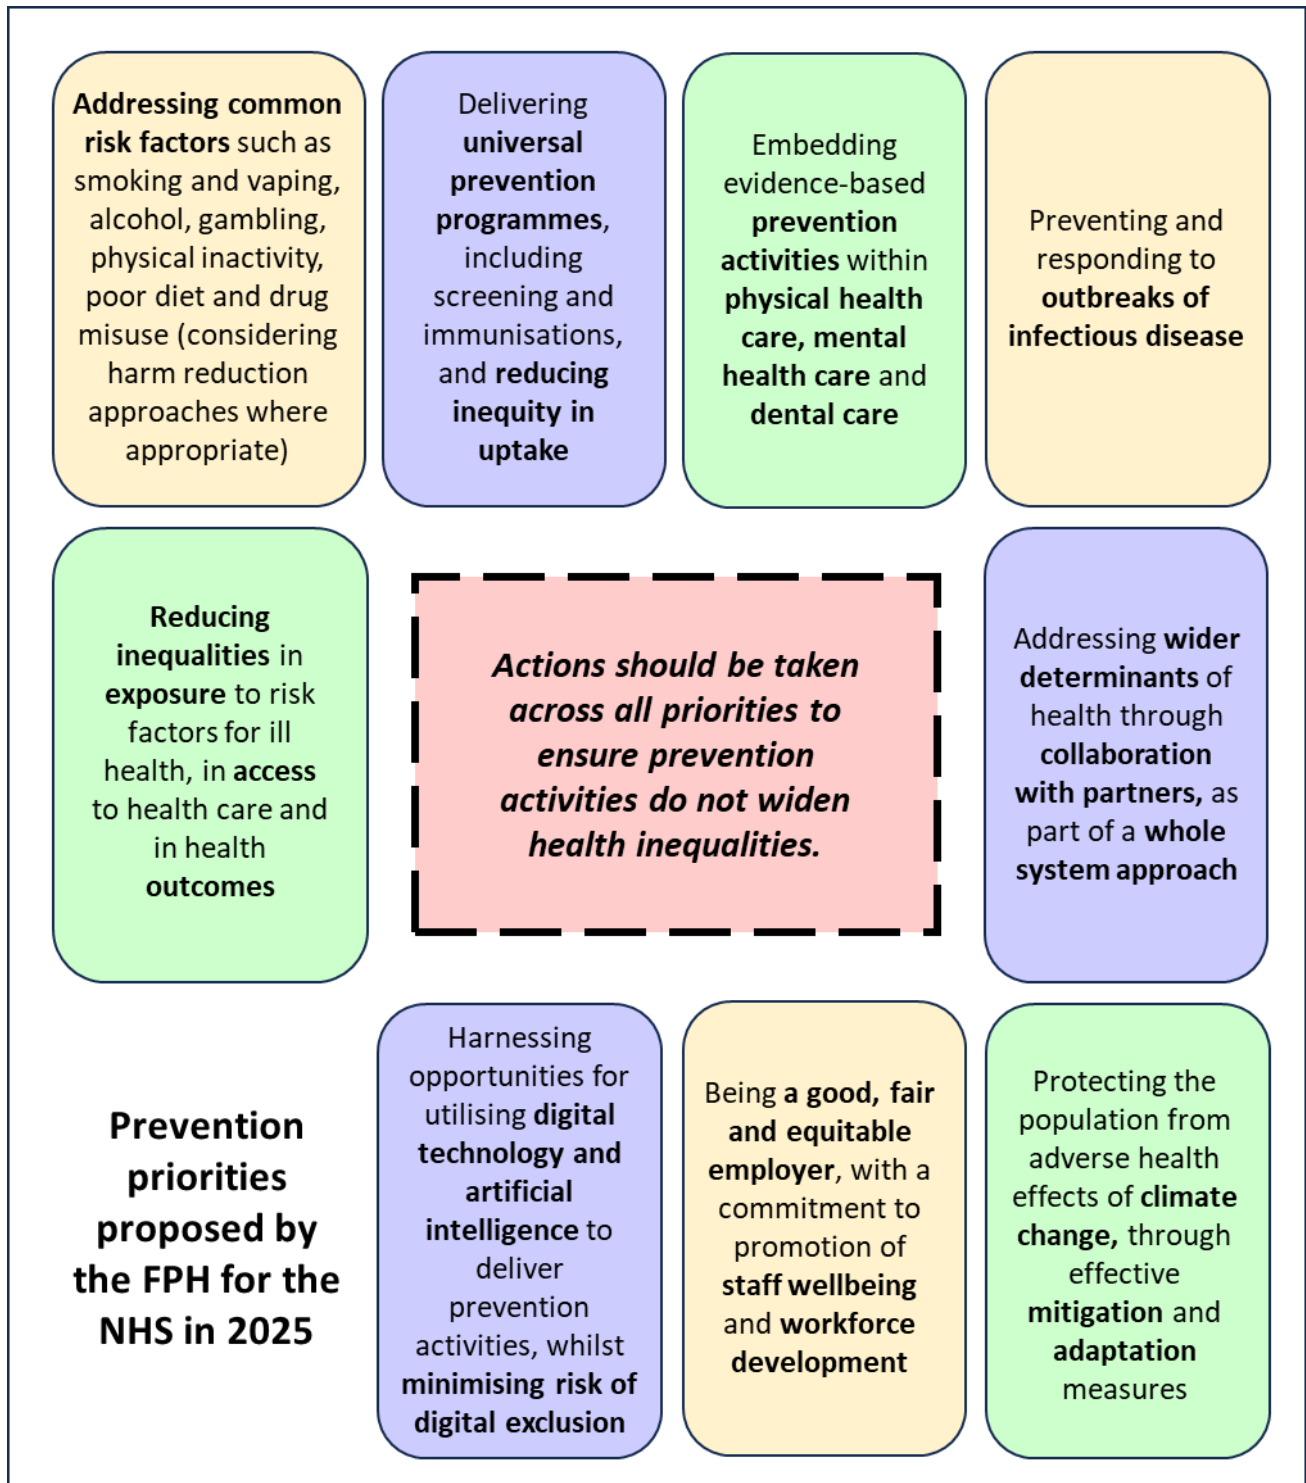 Addressing common
risk factors such as
smoking and vaping,
alcohol, gambling,
physical inactivity,
poor diet and drug
misuse (considering
harm reduction
approaches where
appropriate)
Delivering
universal
prevention
programmes,
including
screening and
immunisations,
and reducing
inequity in
uptake
Embedding
evidence-based
prevention
activities within
physical health
care, mental
health care and
dental care
Preventing and
responding to
outbreaks of
infectious disease
Reducing
inequalities in
exposure to risk
factors for ill
health, in access
to health care and
in health
outcomes
Actions should be taken
across all priorities to
ensure prevention
activities do not widen
health inequalities.
Addressing wider
determinants of
health through
collaboration
with partners, as
part of a whole
system approach
Prevention
priorities
proposed by
the FPH for the
NHS in 2025
Harnessing
opportunities for
utilising digital
technology and
artificial
intelligence to
deliver
prevention
activities, whilst
minimising risk of
digital exclusion
Being a good, fair
and equitable
employer, with a
commitment to
promotion of
staff wellbeing
and workforce
development
Protecting the
population from
adverse health
effects of climate
change, through
effective
mitigation and
adaptation
measures